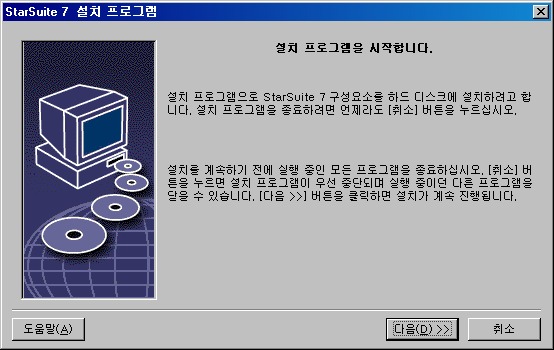 StarSuite 7 설치 프로그램
설치 프로그램을 시작합니다.
설치 프로그램으로 StarSuite 7 구성요소를 하드 디스크에 설치하려고 합
니다. 설치 프로그램을 종료하려면 언제라도 [취소] 버튼을 누르십시오.
설치를 계속하기 전에 실행 중인 모든 프로그램을 종료하십시오. [취소] 버
튼을 누르면 설치 프로그램이 우선 중단되며 실행 중이던 다른 프로그램을
닫을 수 있습니다. [다음 >>] 버튼을 클릭하면 설치가 계속 진행됩니다.
도움말(A)
다음(D) >>
취소